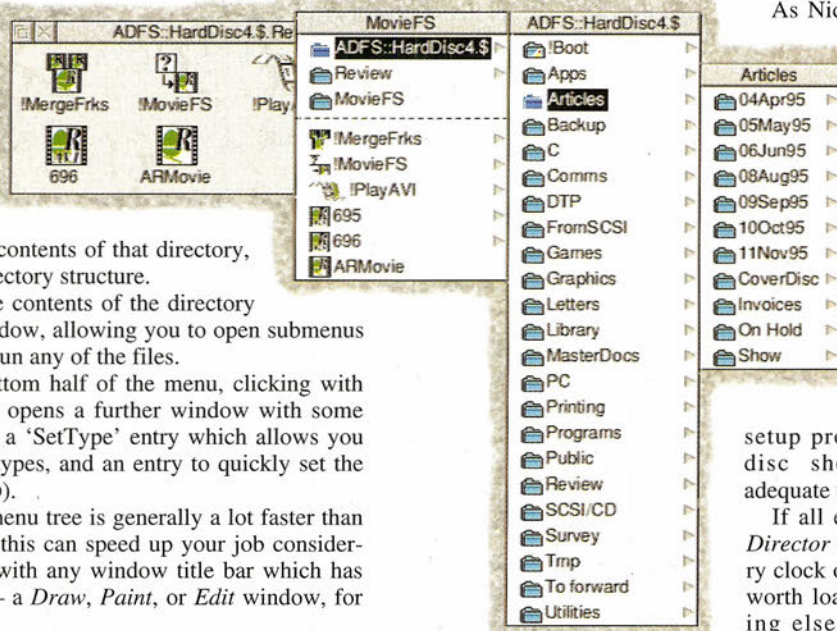 ADFS::HardDisc4.$.Re
!MergeFrks
!MovieFS
!Play
696
ARMovie
MovieFS
ADFS::HardDisc4.$
Review
MovieFS
!MergeFrks
!MovieFS
!PlayAVI
695
696
ARMovie
ADFS::HardDisc4.$
!Boot
Apps
Articles
Backup
C
Comms
DTP
FromSCSI
Games
Graphics
Letters
Library
MasterDocs
PC
Printing
Programs
Public
Review
SCSI/CD
Survey
Tmp
To forward
Utilities
Articles
04Apr95
05May95
06Jun95
08Aug95
09Sep95
10Oct95
11Nov95
CoverDisc
Invoices
On Hold
Show
contents of that directory,
ectory structure.
e contents of the directory
dow, allowing you to open submenus
un any of the files.
ttom half of the menu, clicking with
opens a further window with some
a ‘SetType’ entry which allows you
types, and an entry to quickly set the
).
enu tree is generally a lot faster than
this can speed up your job consider-
with any window title bar which has
– a Draw, Paint, or Edit window, for
As Nic
setup pro
disc sh
adequate
If all
Director
ry clock o
worth loa
ing else